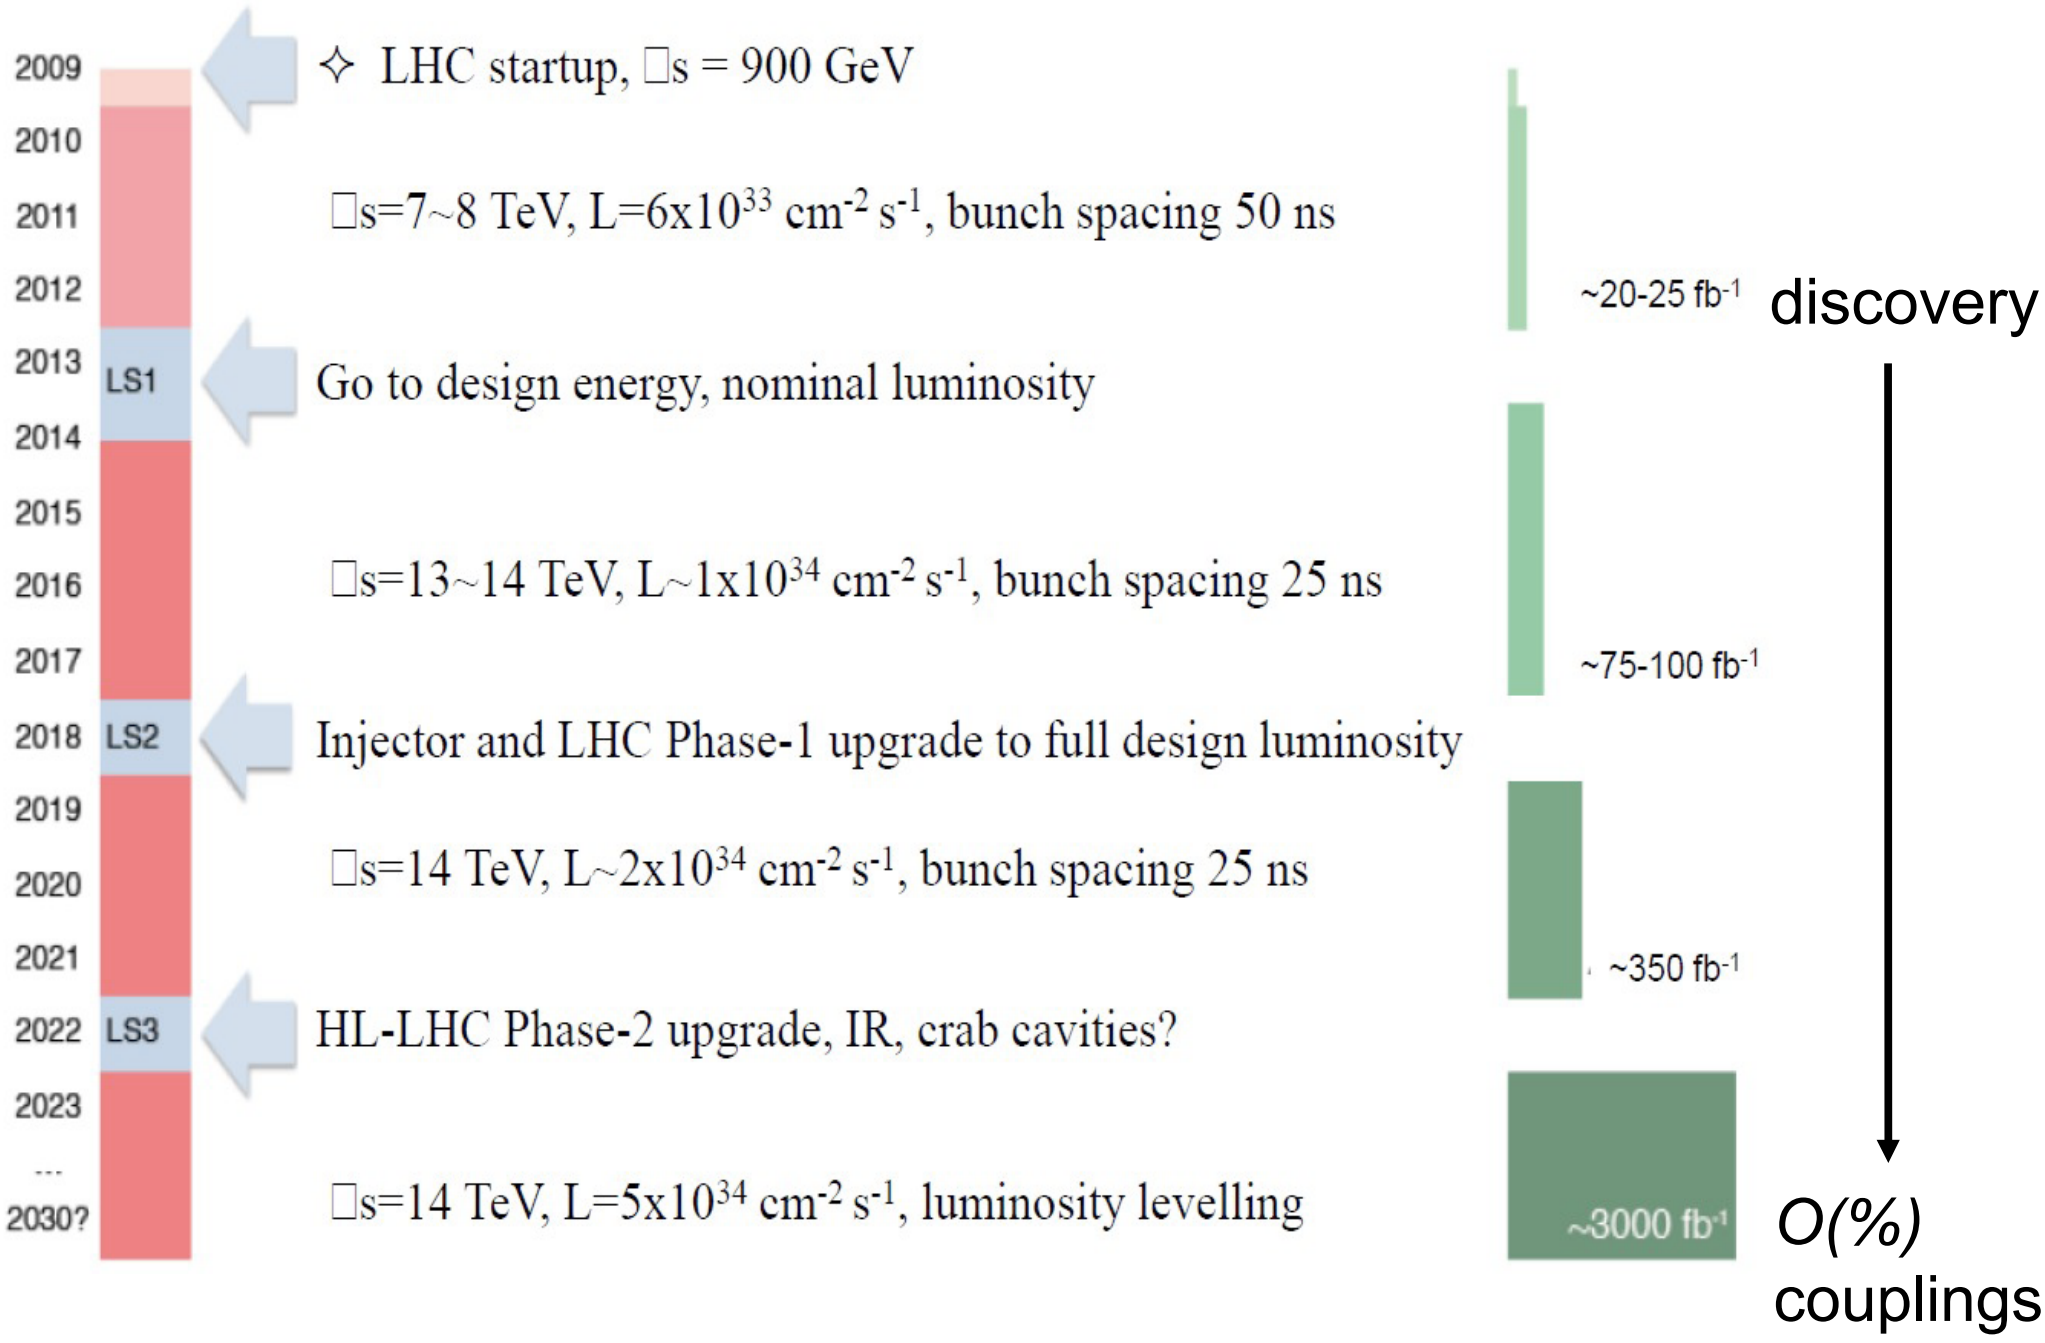 2009
✧ LHC startup, □s = 900 GeV
2010
2011
□s=7~8 TeV, L=6x10³³ cm⁻² s⁻¹, bunch spacing 50 ns
2012
~20-25 fb⁻¹
discovery
2013
LS1
Go to design energy, nominal luminosity
2014
2015
2016
□s=13~14 TeV, L~1x10³⁴ cm⁻² s⁻¹, bunch spacing 25 ns
2017
~75-100 fb⁻¹
2018
LS2
Injector and LHC Phase-1 upgrade to full design luminosity
2019
2020
□s=14 TeV, L~2x10³⁴ cm⁻² s⁻¹, bunch spacing 25 ns
2021
~350 fb⁻¹
2022
LS3
HL-LHC Phase-2 upgrade, IR, crab cavities?
2023
...
2030?
□s=14 TeV, L=5x10³⁴ cm⁻² s⁻¹, luminosity levelling
~3000 fb⁻¹
O(%)
couplings